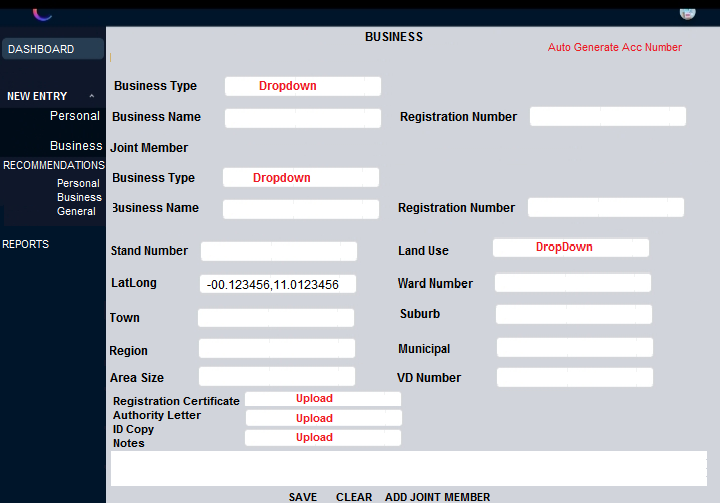 DASHBOARD
NEW ENTRY
Personal
Business
RECOMMENDATIONS
Personal
Business
General
REPORTS
BUSINESS
Auto Generate Acc Number
Business Type Dropdown
Business Name Registration Number
Joint Member
Business Type Dropdown
Business Name Registration Number
Stand Number Land Use DropDown
LatLong -00.123456,11.0123456 Ward Number
Town Suburb
Region Municipal
Area Size VD Number
Registration Certificate Upload
Authority Letter Upload
ID Copy Upload
Notes
SAVE CLEAR ADD JOINT MEMBER